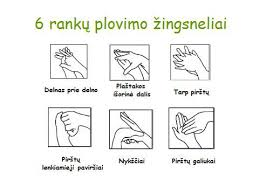 6 rankų plovimo žingsneliai
Delnas prie delno
Plaštakos
išorinė dalis
Tarp pirštų
Pirštų
lenkiamieji paviršiai
Nykščiai
Pirštų galiukai